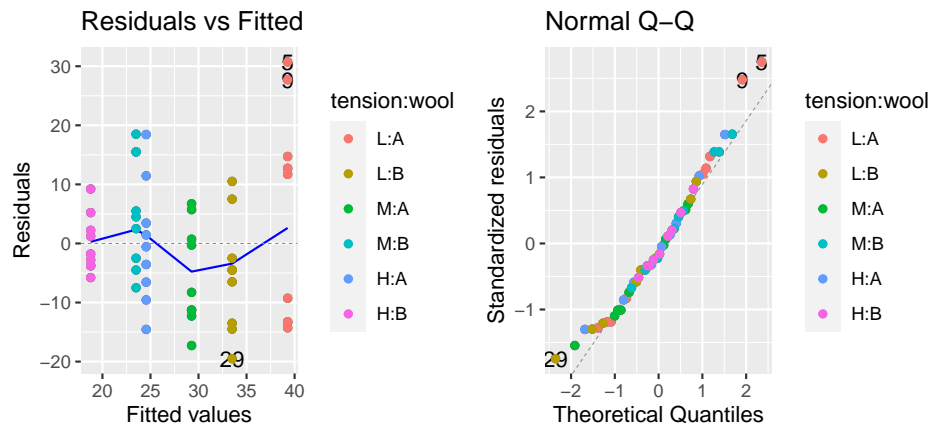 Residuals vs Fitted
Residuals
30
20
10
0
−10
−20
5
9
29
20
25
30
35
40
Fitted values
tension:wool
L:A
L:B
M:A
M:B
H:A
H:B
Normal Q−Q
Standardized residuals
2
1
0
−1
5
9
29
−2
−1
0
1
2
Theoretical Quantiles
tension:wool
L:A
L:B
M:A
M:B
H:A
H:B